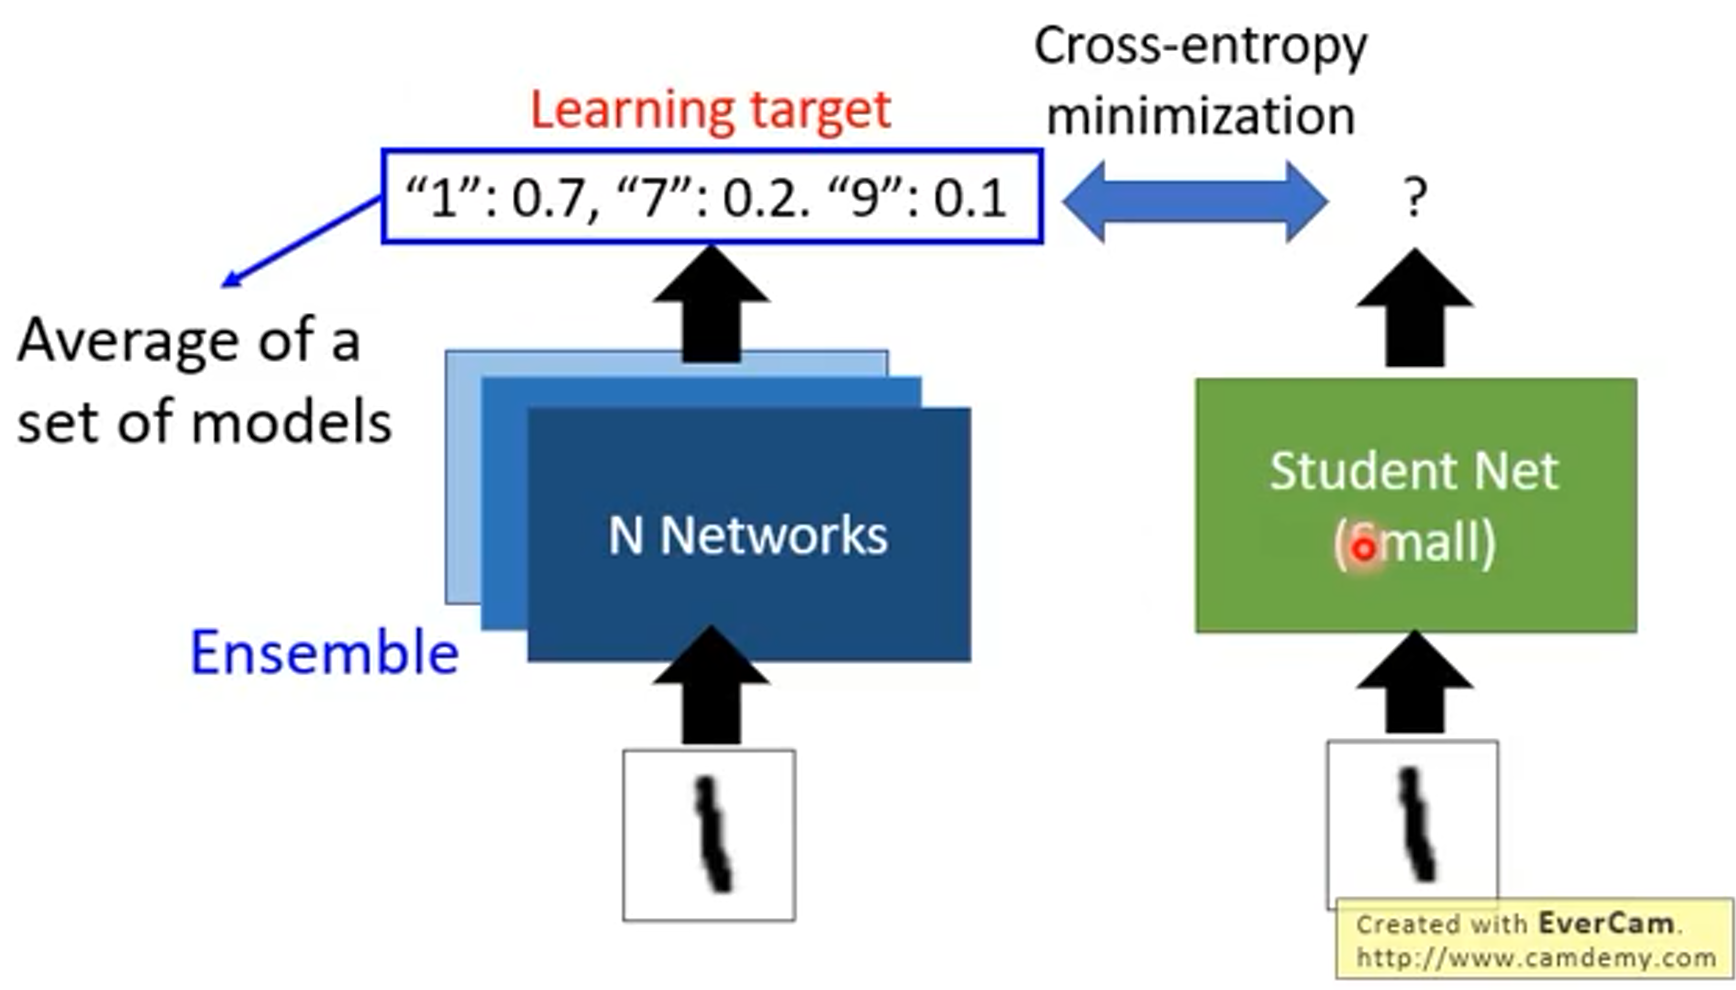 Cross-entropy
minimization
Learning target
“1”: 0.7, “7”: 0.2. “9”: 0.1
?
Average of a
set of models
N Networks
Ensemble
Student Net
(Small)
Created with EverCam.
http://www.camdemy.com